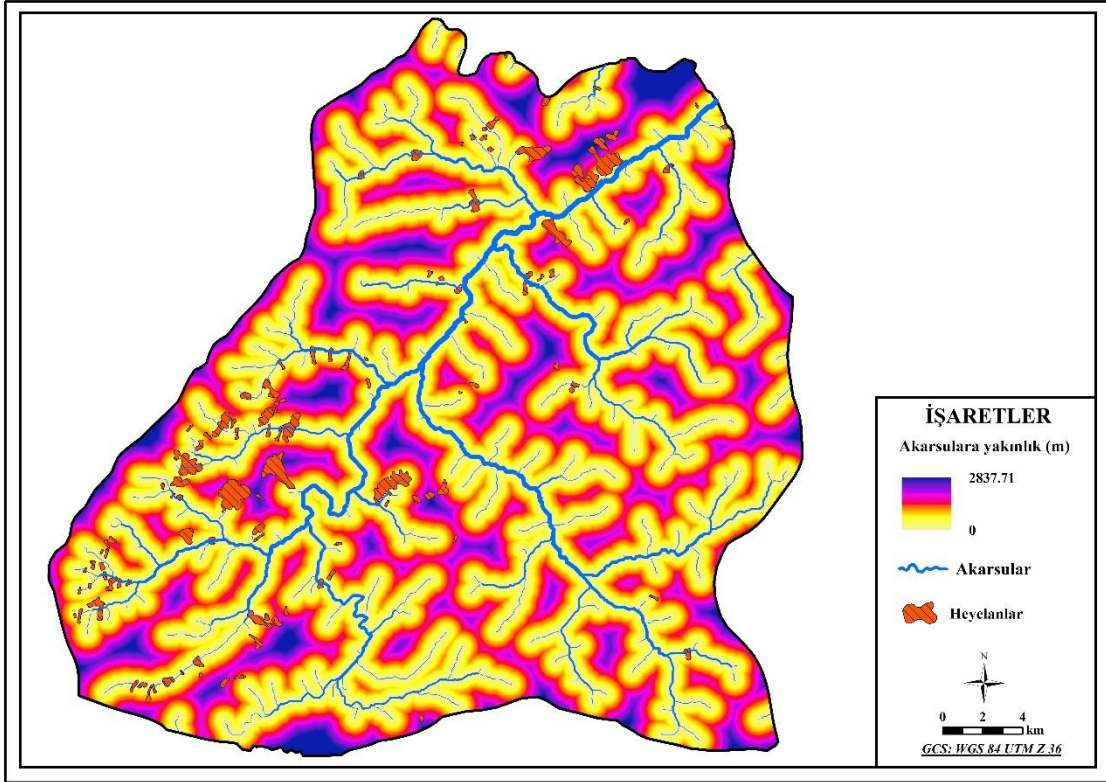 İŞARETLER
Akarsulara yakınlık (m)
2837.71
0
Akarsular
Heyelanlar
N
0 2 4
km
GCS: WGS 84 UTM Z 36